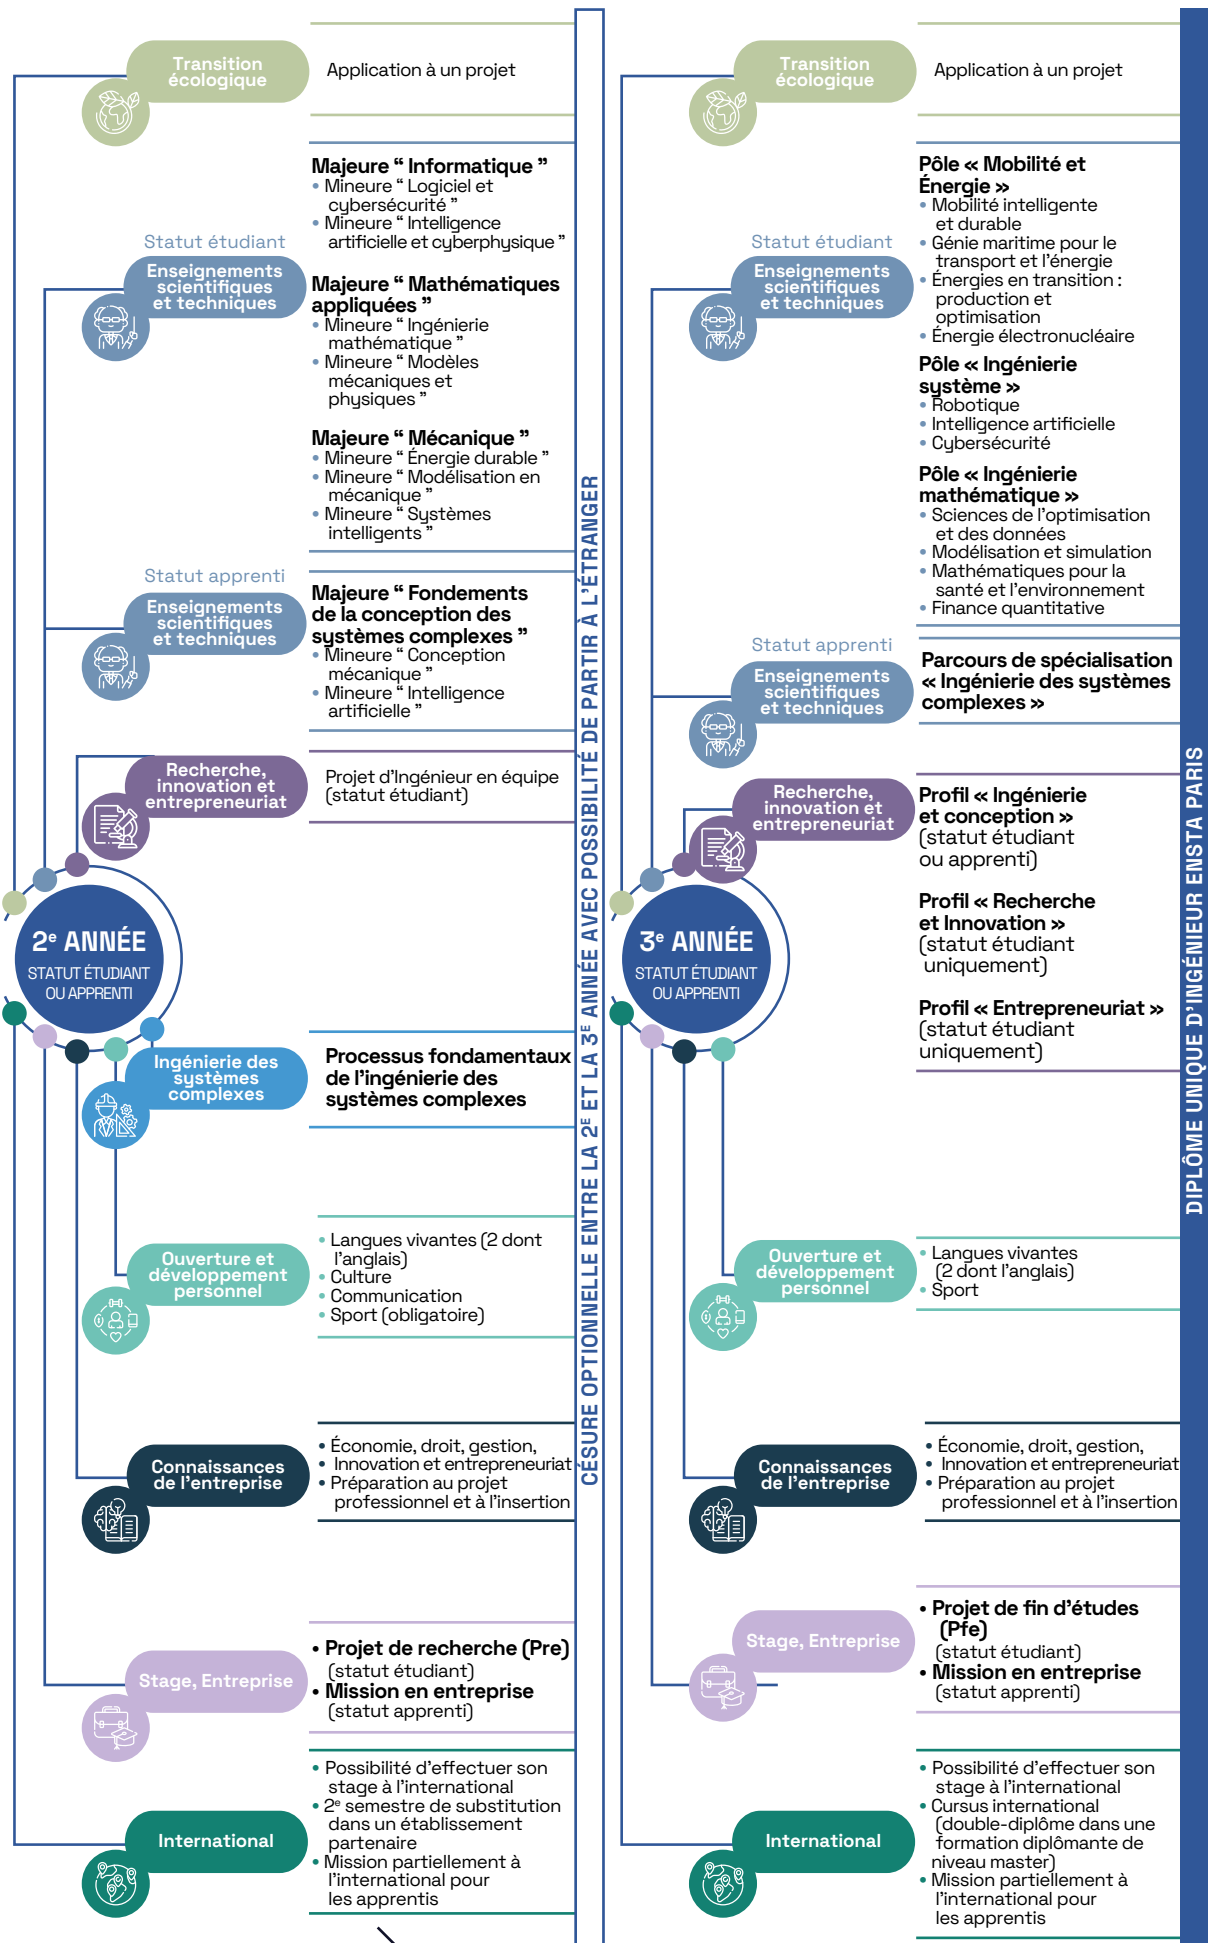 Transition
écologique
Application à un projet
Majeure “ Informatique ”
• Mineure “ Logiciel et
cybersécurité ”
• Mineure “ Intelligence
artificielle et cyberphysique ”
Statut étudiant
Enseignements
scientifiques
et techniques
Majeure “ Mathématiques
appliquées ”
• Mineure “ Ingénierie
mathématique ”
• Mineure “ Modèles
mécaniques et
physiques ”
Majeure “ Mécanique ”
• Mineure “ Énergie durable ”
• Mineure “ Modélisation en
mécanique ”
• Mineure “ Systèmes
intelligents ”
Statut apprenti
Enseignements
scientifiques
et techniques
Majeure “ Fondements
de la conception des
systèmes complexes ”
• Mineure “ Conception
mécanique ”
• Mineure “ Intelligence
artificielle ”
Recherche,
innovation et
entrepreneuriat
Projet d'Ingénieur en équipe
(statut étudiant)
2e ANNÉE
STATUT ÉTUDIANT
OU APPRENTI
Ingénierie des
systèmes
complexes
Processus fondamentaux
de l'ingénierie des
systèmes complexes
Ouverture et
développement
personnel
• Langues vivantes (2 dont
l'anglais)
• Culture
• Communication
• Sport (obligatoire)
Connaissances
de l'entreprise
• Économie, droit, gestion,
• Innovation et entrepreneuriat
• Préparation au projet
professionnel et à l'insertion
Stage, Entreprise
• Projet de recherche (Pre)
(statut étudiant)
• Mission en entreprise
(statut apprenti)
International
• Possibilité d'effectuer son
stage à l'international
• 2e semestre de substitution
dans un établissement
partenaire
• Mission partiellement à
l'international pour
les apprentis
CÉSURE OPTIONNELLE ENTRE LA 2E ET LA 3E ANNÉE AVEC POSSIBILITÉ DE PARTIR À L'ÉTRANGER
Transition
écologique
Application à un projet
Pôle « Mobilité et
Énergie »
• Mobilité intelligente
et durable
• Génie maritime pour le
transport et l'énergie
• Énergies en transition :
production et
optimisation
• Énergie électronucléaire
Statut étudiant
Enseignements
scientifiques
et techniques
Pôle « Ingénierie
système »
• Robotique
• Intelligence artificielle
• Cybersécurité
Pôle « Ingénierie
mathématique »
• Sciences de l'optimisation
et des données
• Modélisation et simulation
• Mathématiques pour la
santé et l'environnement
• Finance quantitative
Statut apprenti
Enseignements
scientifiques
et techniques
Parcours de spécialisation
« Ingénierie des systèmes
complexes »
Recherche,
innovation et
entrepreneuriat
Profil « Ingénierie
et conception »
(statut étudiant
ou apprenti)
Profil « Recherche
et Innovation »
(statut étudiant
uniquement)
Profil « Entrepreneuriat »
(statut étudiant
uniquement)
3e ANNÉE
STATUT ÉTUDIANT
OU APPRENTI
Ouverture et
développement
personnel
• Langues vivantes
(2 dont l'anglais)
• Sport
Connaissances
de l'entreprise
• Économie, droit, gestion,
• Innovation et entrepreneuriat
• Préparation au projet
professionnel et à l'insertion
Stage, Entreprise
• Projet de fin d'études
(Pfe)
(statut étudiant)
• Mission en entreprise
(statut apprenti)
International
• Possibilité d'effectuer son
stage à l'international
• Cursus international
(double-diplôme dans une
formation diplômante de
niveau master)
• Mission partiellement à
l'international pour
les apprentis
DIPLÔME UNIQUE D'INGÉNIEUR ENSTA PARIS